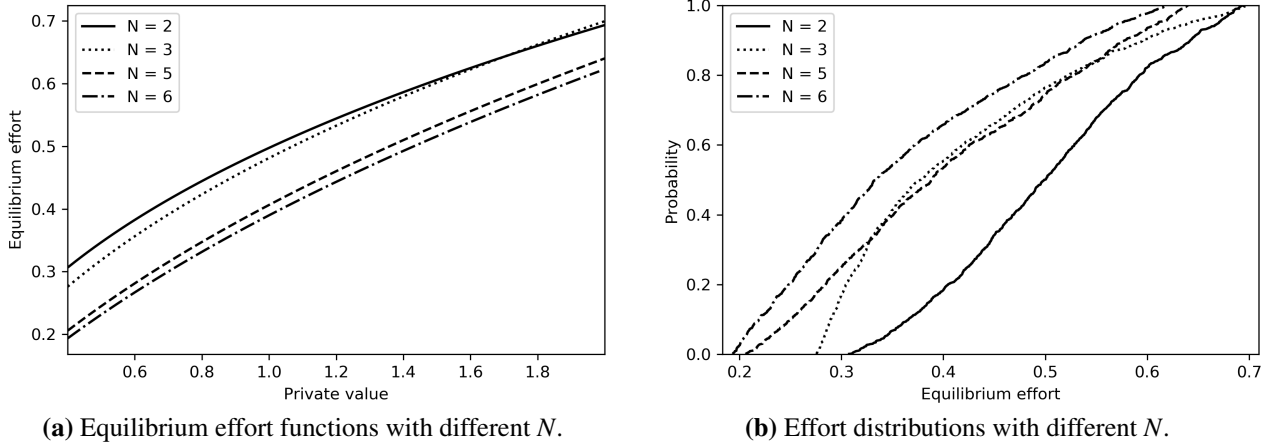 0.7
0.6
0.5
0.4
0.3
0.2
Equilibrium effort
N = 2
N = 3
N = 5
N = 6
0.6 0.8 1.0 1.2 1.4 1.6 1.8
Private value
(a) Equilibrium effort functions with different N.
1.0
0.8
0.6
0.4
0.2
0.0
Probability
N = 2
N = 3
N = 5
N = 6
0.2 0.3 0.4 0.5 0.6 0.7
Equilibrium effort
(b) Effort distributions with different N.